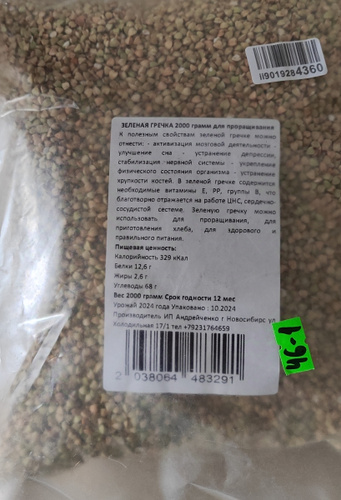 II9019284360
ЗЕЛЕНАЯ ГРЕЧКА 2000 грамм для проращивания
К полезным свойствам зеленой гречке можно
отнести: - активизация мозговой деятельности -
улучшение сна - устранение депрессии,
стабилизация нервной системы - укрепление
физического состояния организма - устранение
хрупкости костей. В зеленой гречке содержится
необходимые витамины Е, РР, группы В, что
благотворно отражается на работе ЦНС, сердечно-
сосудистой системе. Зеленую гречку можно
использовать для проращивания, для
приготовления хлеба, для здорового и
правильного питания.
Пищевая ценность:
Калорийность 329 кКал
Белки 12,6 г
Жиры 2.6 г
Углеводы 68 г
Вес 2000 грамм Срок годности 12 мес
Урожай 2024 года Упаковано : 10.2024
Производитель ИП Андрейченко г Новосибирс ул
Холодильная 17/1 тел +79231764659
2 038064 483291
46-1